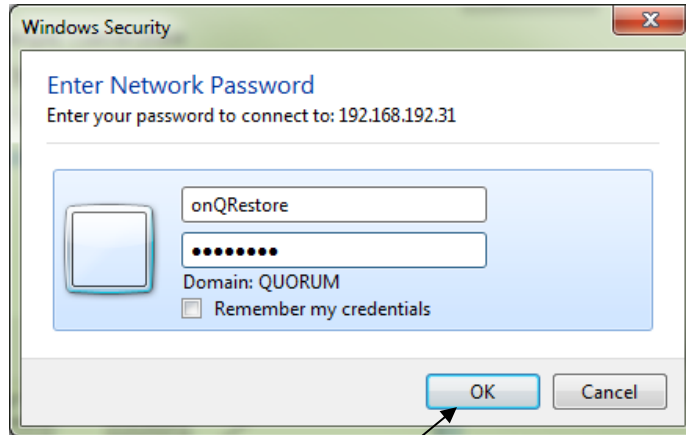 Windows Security
Enter Network Password
Enter your password to connect to: 192.168.192.31
onQRestore
●●●●●●●●
Domain: QUORUM
Remember my credentials
OK
Cancel